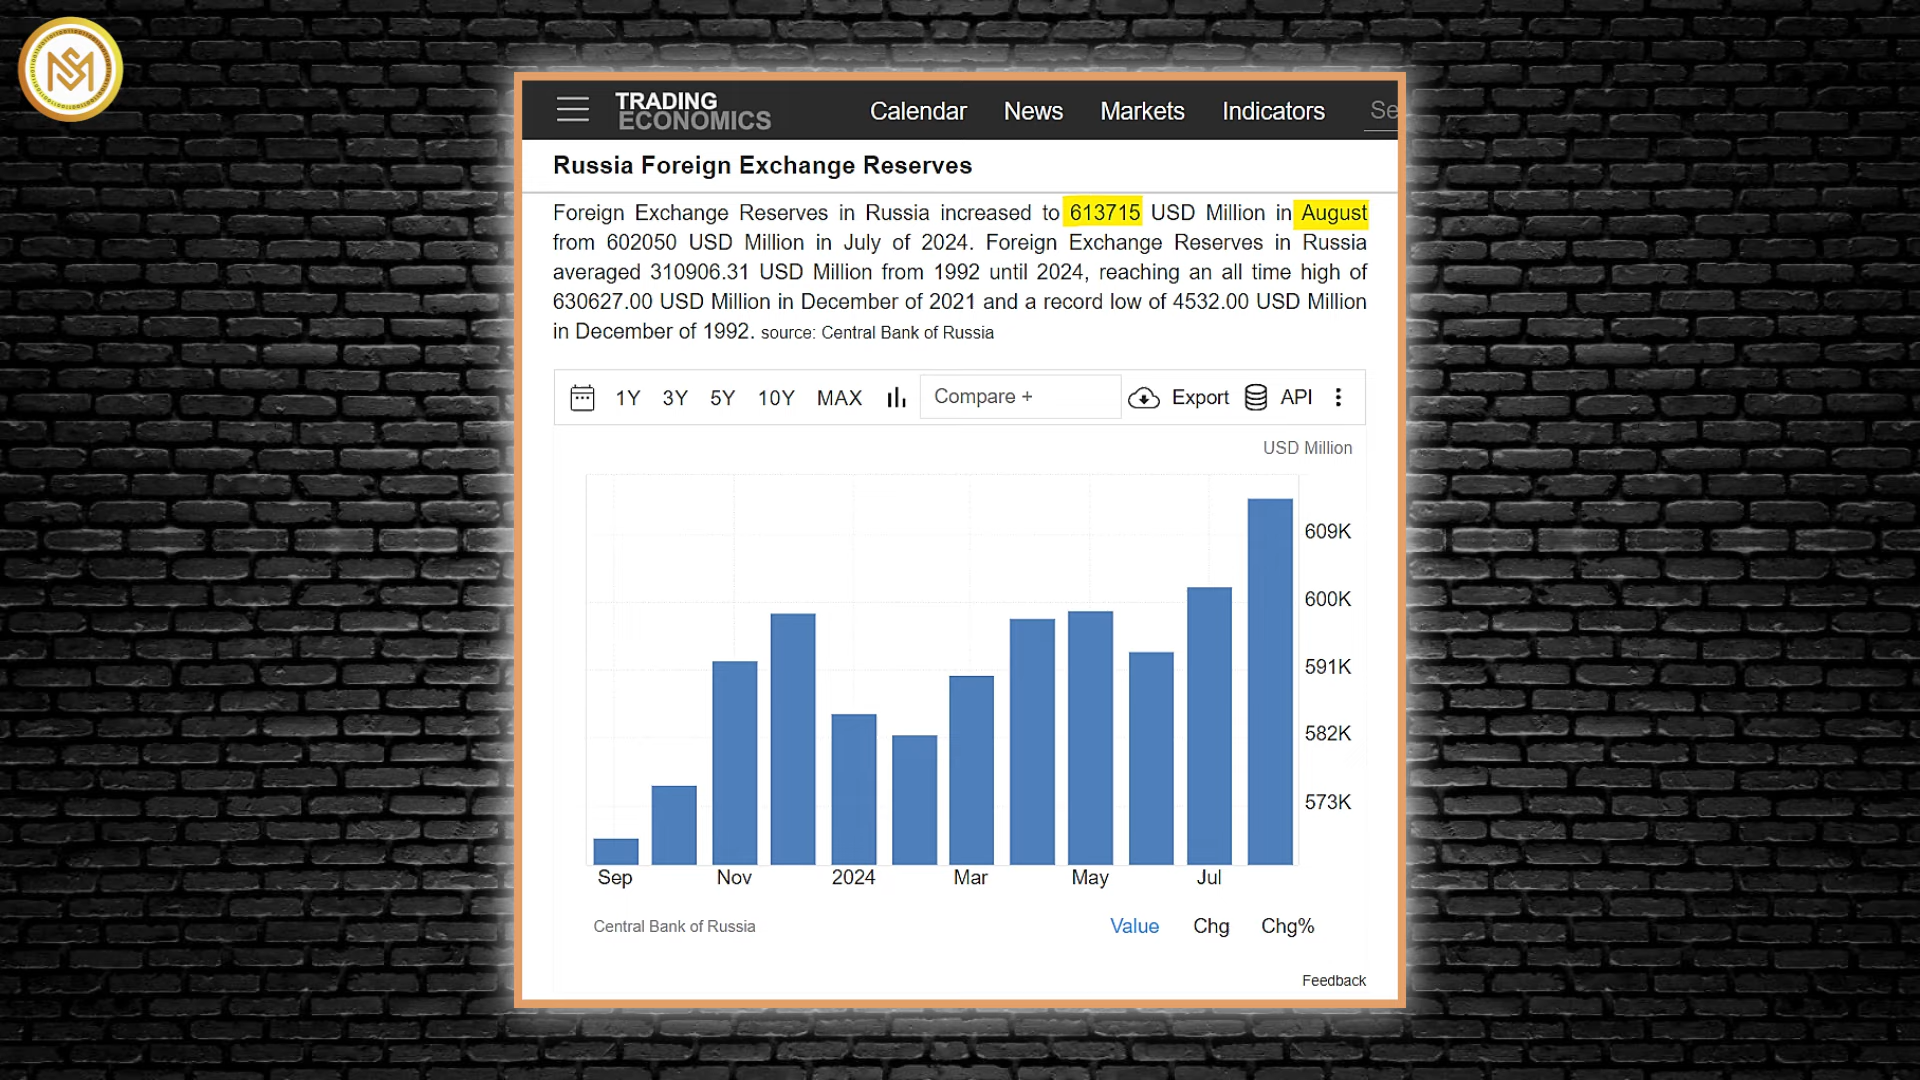 TRADING
ECONOMICS
Calendar News Markets Indicators Se
Russia Foreign Exchange Reserves
Foreign Exchange Reserves in Russia increased to 613715 USD Million in August
from 602050 USD Million in July of 2024. Foreign Exchange Reserves in Russia
averaged 310906.31 USD Million from 1992 until 2024, reaching an all time high of
630627.00 USD Million in December of 2021 and a record low of 4532.00 USD Million
in December of 1992. source: Central Bank of Russia
1Y 3Y 5Y 10Y MAX Compare + Export API
USD Million
609K
600K
591K
582K
573K
Sep Nov 2024 Mar May Jul
Central Bank of Russia Value Chg Chg%
Feedback